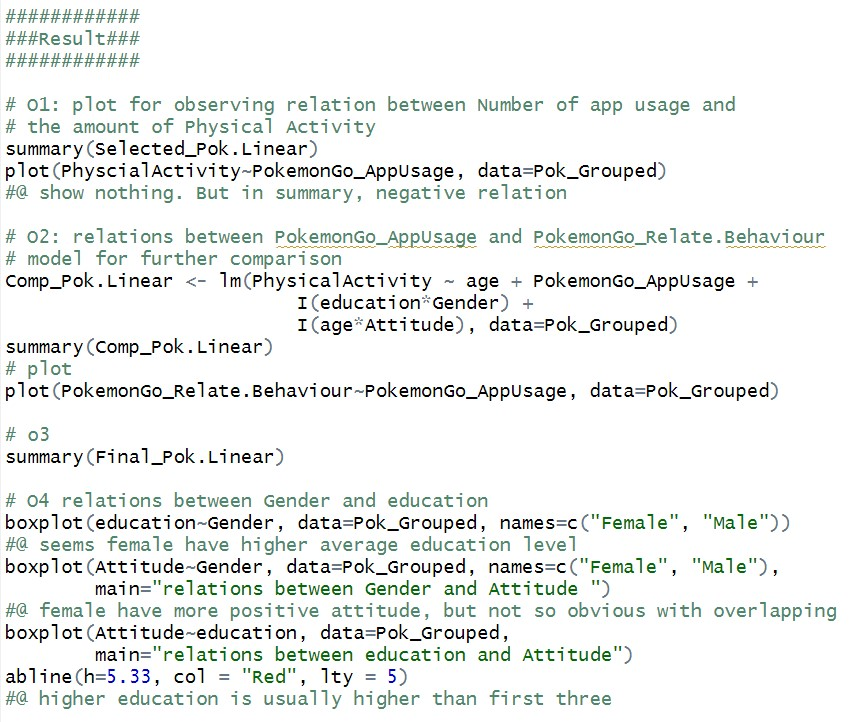 ############
###Result###
############
# O1: plot for observing relation between Number of app usage and
# the amount of Physical Activity
summary(Selected_Pok.Linear)
plot(PhyscialActivity~PokemonGo_AppUsage, data=Pok_Grouped)
#@ show nothing. But in summary, negative relation
# O2: relations between PokemonGo_AppUsage and PokemonGo_Relate.Behaviour
# model for further comparison
Comp_Pok.Linear <- lm(PhysicalActivity ~ age + PokemonGo_AppUsage +
I(education*Gender) +
I(age*Attitude), data=Pok_Grouped)
summary(Comp_Pok.Linear)
# plot
plot(PokemonGo_Relate.Behaviour~PokemonGo_AppUsage, data=Pok_Grouped)
# o3
summary(Final_Pok.Linear)
# O4 relations between Gender and education
boxplot(education~Gender, data=Pok_Grouped, names=c("Female", "Male"))
#@ seems female have higher average education level
boxplot(Attitude~Gender, data=Pok_Grouped, names=c("Female", "Male"),
main="relations between Gender and Attitude ")
#@ female have more positive attitude, but not so obvious with overlapping
boxplot(Attitude~education, data=Pok_Grouped,
main="relations between education and Attitude")
abline(h=5.33, col = "Red", lty = 5)
#@ higher education is usually higher than first three